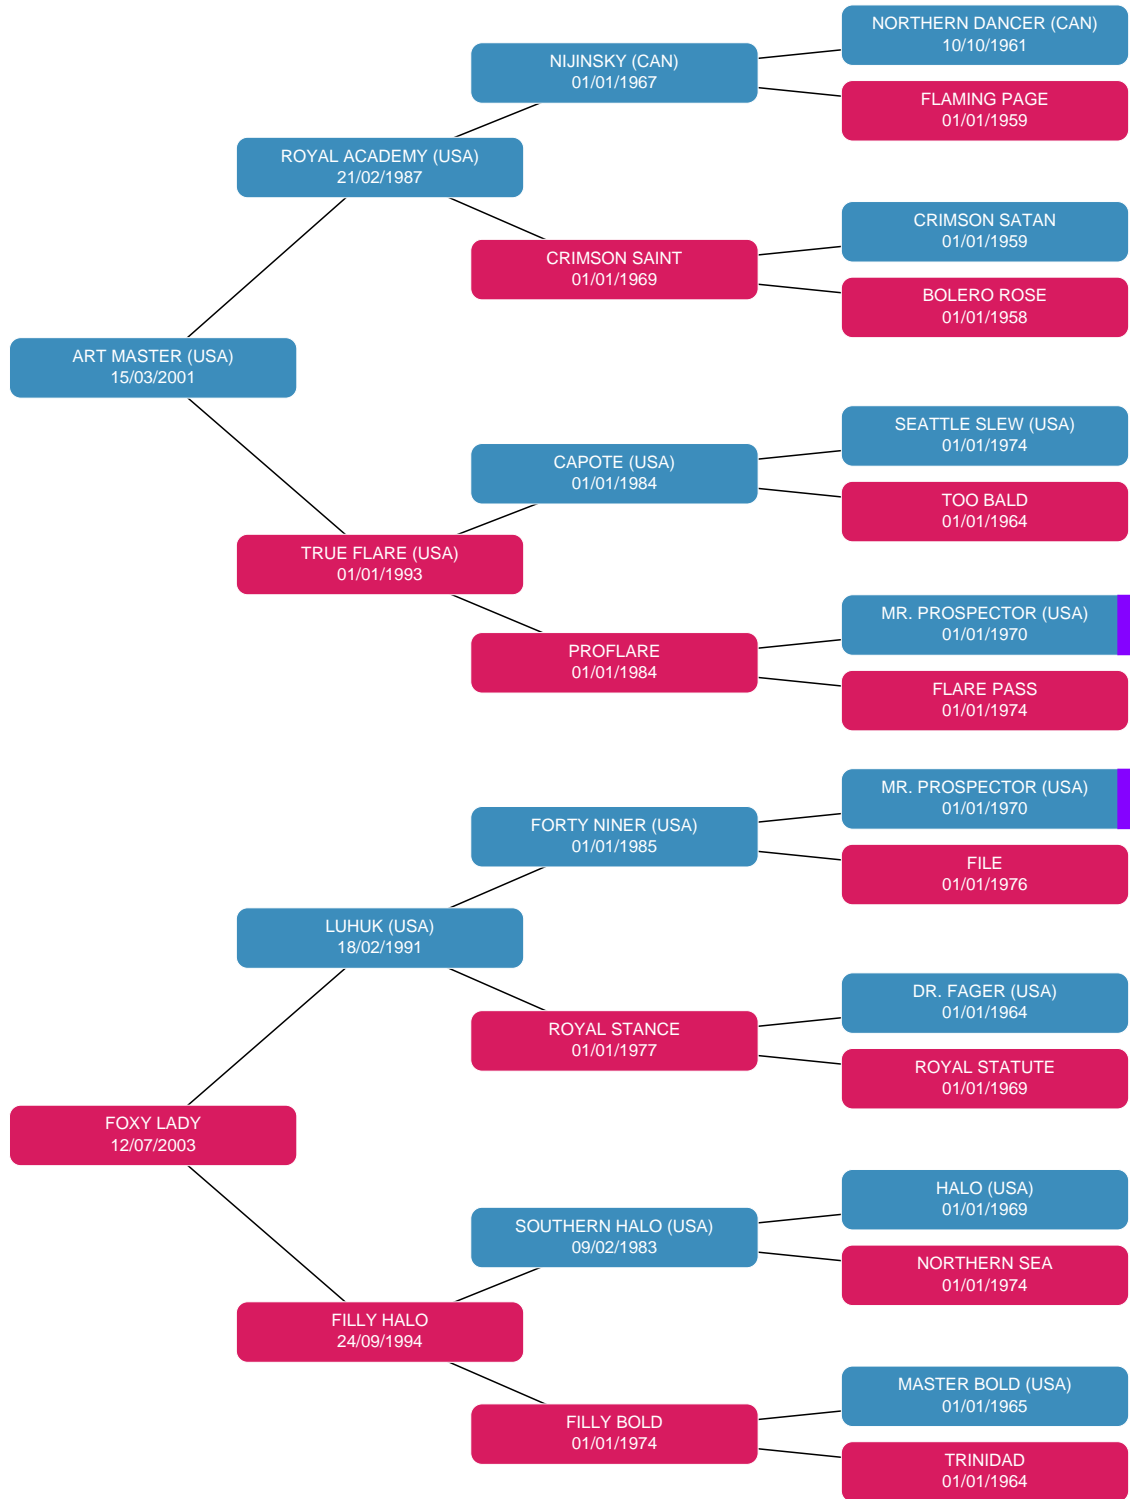 NORTHERN DANCER (CAN)
10/10/1961
NIJINSKY (CAN)
01/01/1967
FLAMING PAGE
01/01/1959
ROYAL ACADEMY (USA)
21/02/1987
CRIMSON SATAN
01/01/1959
CRIMSON SAINT
01/01/1969
BOLERO ROSE
01/01/1958
ART MASTER (USA)
15/03/2001
SEATTLE SLEW (USA)
01/01/1974
CAPOTE (USA)
01/01/1984
TOO BALD
01/01/1964
TRUE FLARE (USA)
01/01/1993
MR. PROSPECTOR (USA)
01/01/1970
PROFLARE
01/01/1984
FLARE PASS
01/01/1974
MR. PROSPECTOR (USA)
01/01/1970
FORTY NINER (USA)
01/01/1985
FILE
01/01/1976
LUHUK (USA)
18/02/1991
DR. FAGER (USA)
01/01/1964
ROYAL STANCE
01/01/1977
ROYAL STATUTE
01/01/1969
FOXY LADY
12/07/2003
HALO (USA)
01/01/1969
SOUTHERN HALO (USA)
09/02/1983
NORTHERN SEA
01/01/1974
FILLY HALO
24/09/1994
MASTER BOLD (USA)
01/01/1965
FILLY BOLD
01/01/1974
TRINIDAD
01/01/1964